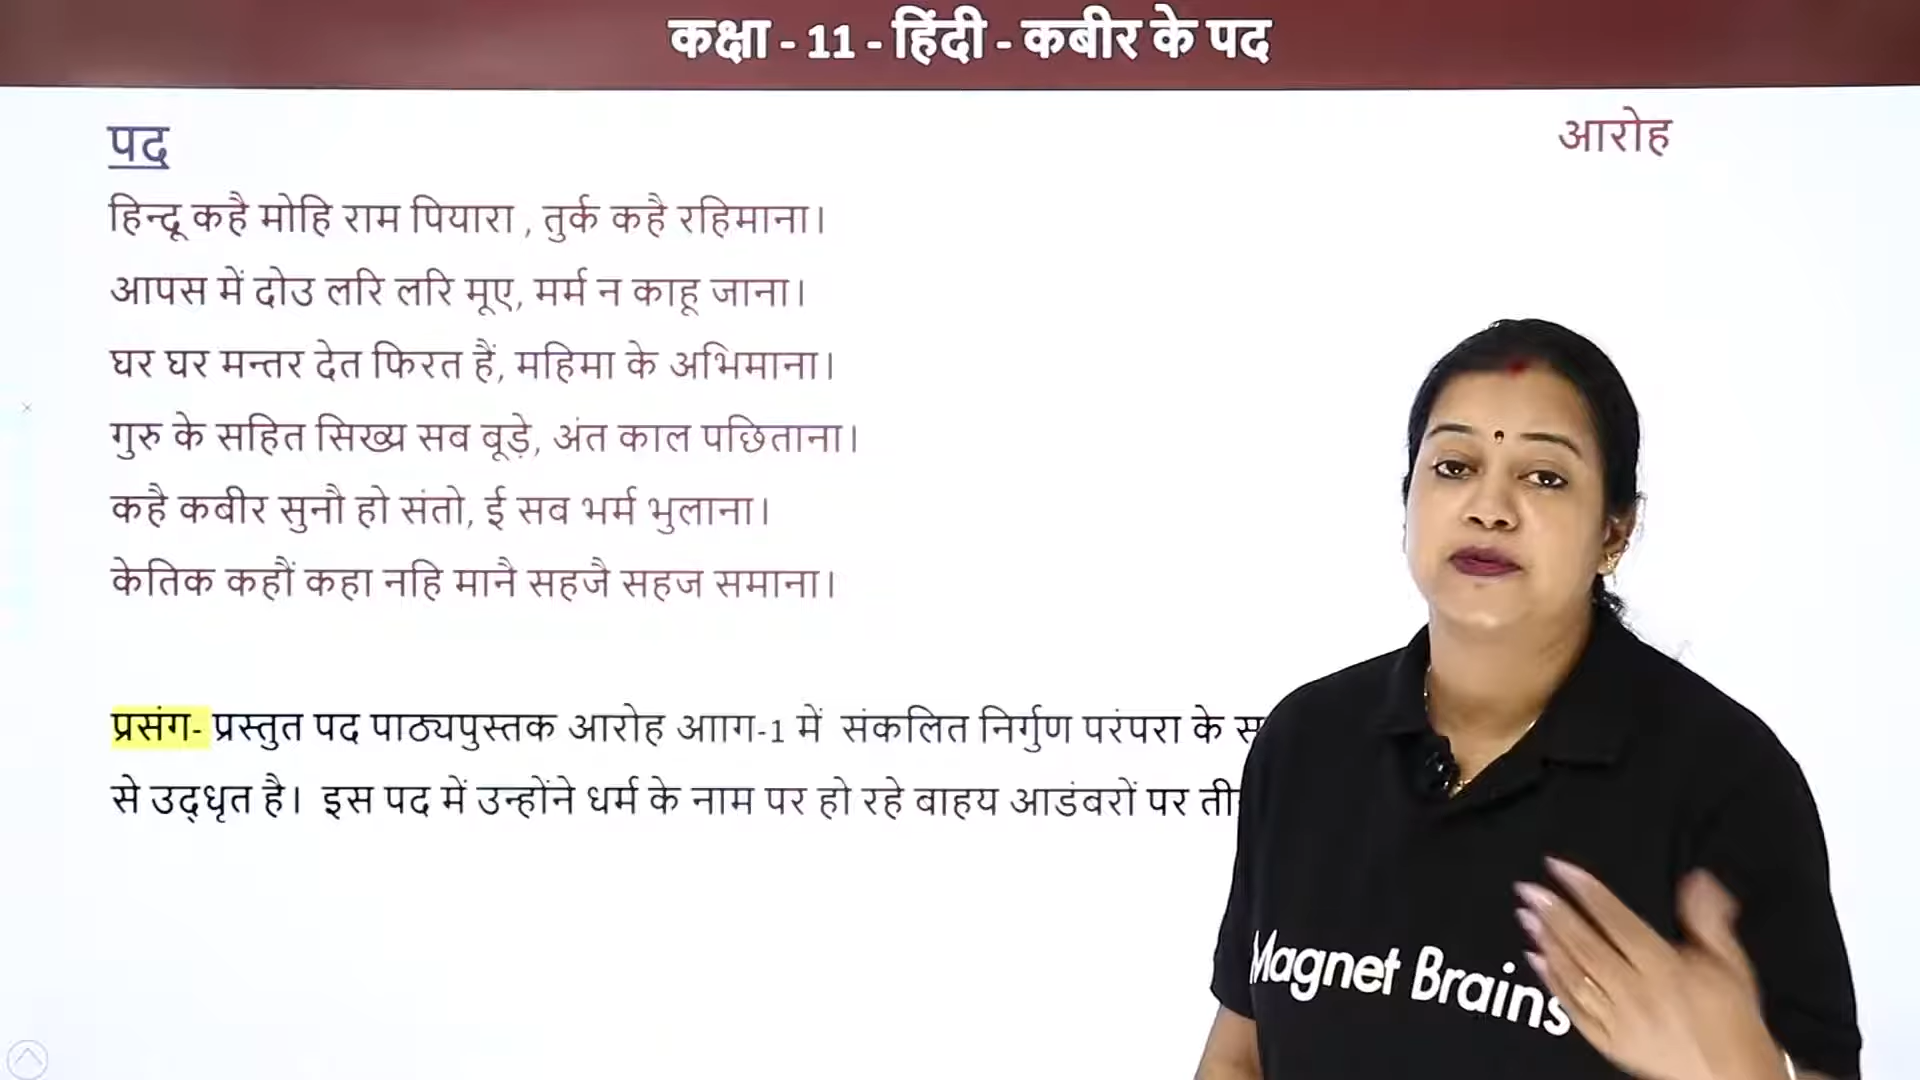 कक्षा - 11 - हिंदी - कबीर के पद
पद
आरोह
हिन्दू कहै मोहि राम पियारा , तुर्क कहै रहिमाना।
आपस में दोउ लरि लरि मूए, मर्म न काहू जाना।
घर घर मन्तर देत फिरत हैं, महिमा के अभिमाना।
गुरु के सहित सिख्य सब बूड़े, अंत काल पछिताना।
कहै कबीर सुनौ हो संतो, ई सब भर्म भुलाना।
केतिक कहौं कहा नहि मानै सहजै सहज समाना।
प्रसंग- प्रस्तुत पद पाठ्यपुस्तक आरोह आाग-1 में संकलित निर्गुण परंपरा के
से उद्धृत है। इस पद में उन्होंने धर्म के नाम पर हो रहे बाहय आडंबरों पर
Magnet Brains